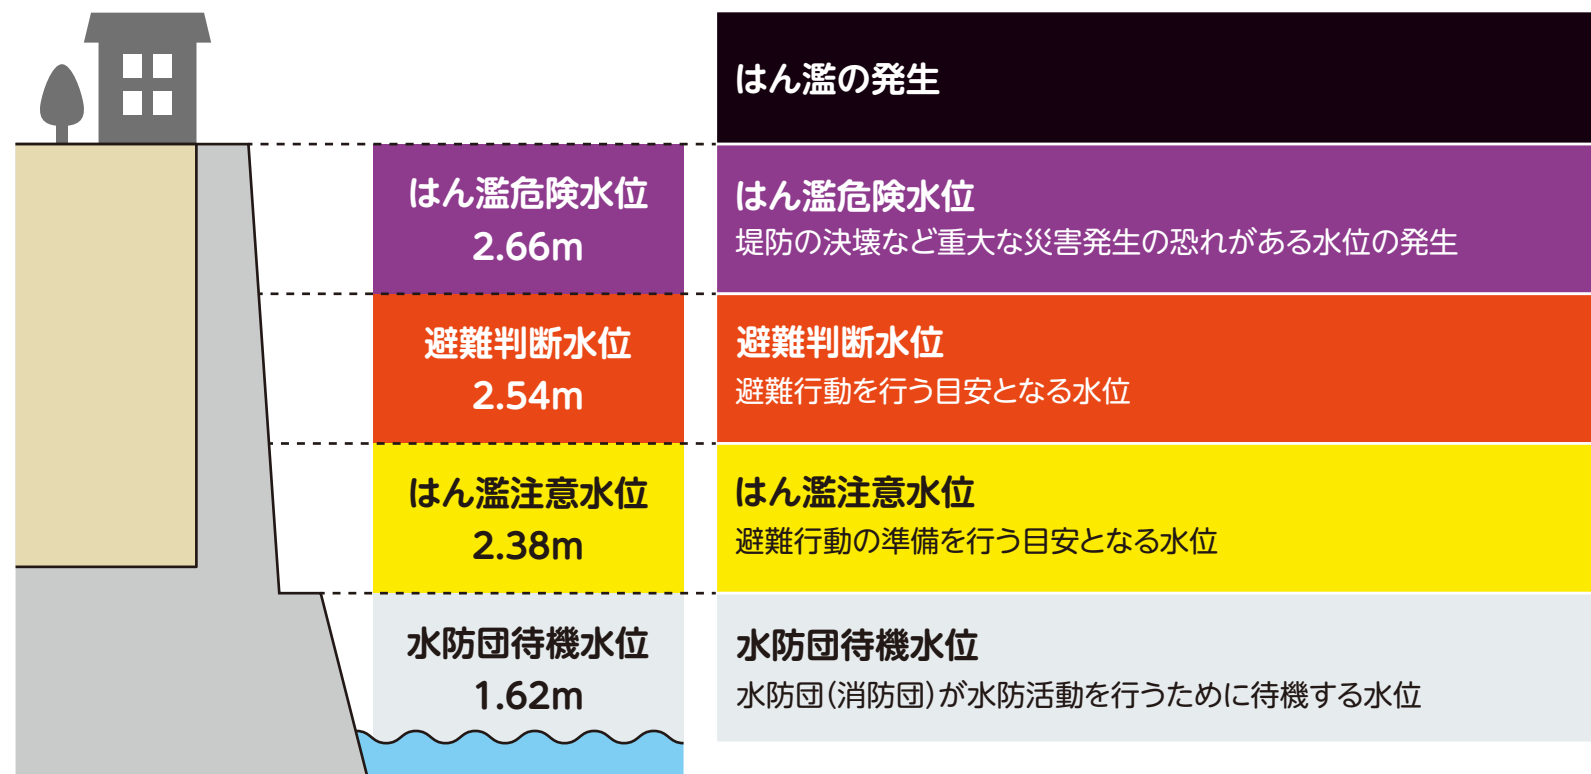 はん濫の発生
はん濫危険水位
2.66m
はん濫危険水位
堤防の決壊など重大な災害発生の恐れがある水位の発生
避難判断水位
2.54m
避難判断水位
避難行動を行う目安となる水位
はん濫注意水位
2.38m
はん濫注意水位
避難行動の準備を行う目安となる水位
水防団待機水位
1.62m
水防団待機水位
水防団(消防団)が水防活動を行うために待機する水位